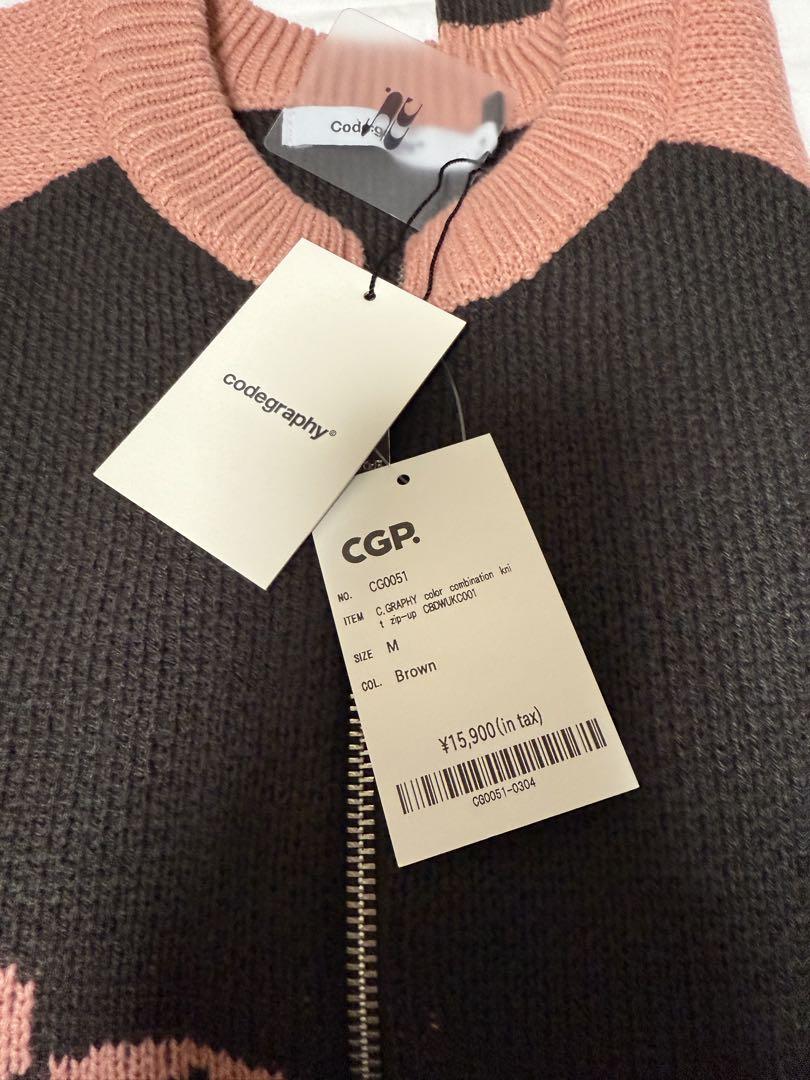 codegraphy©
CGP.
NO. CG0051
ITEM C.GRAPHY color combination kni
t zip-up CBDWUKC001
SIZE M
COL. Brown
¥15,900(in tax)
CG0051-0304